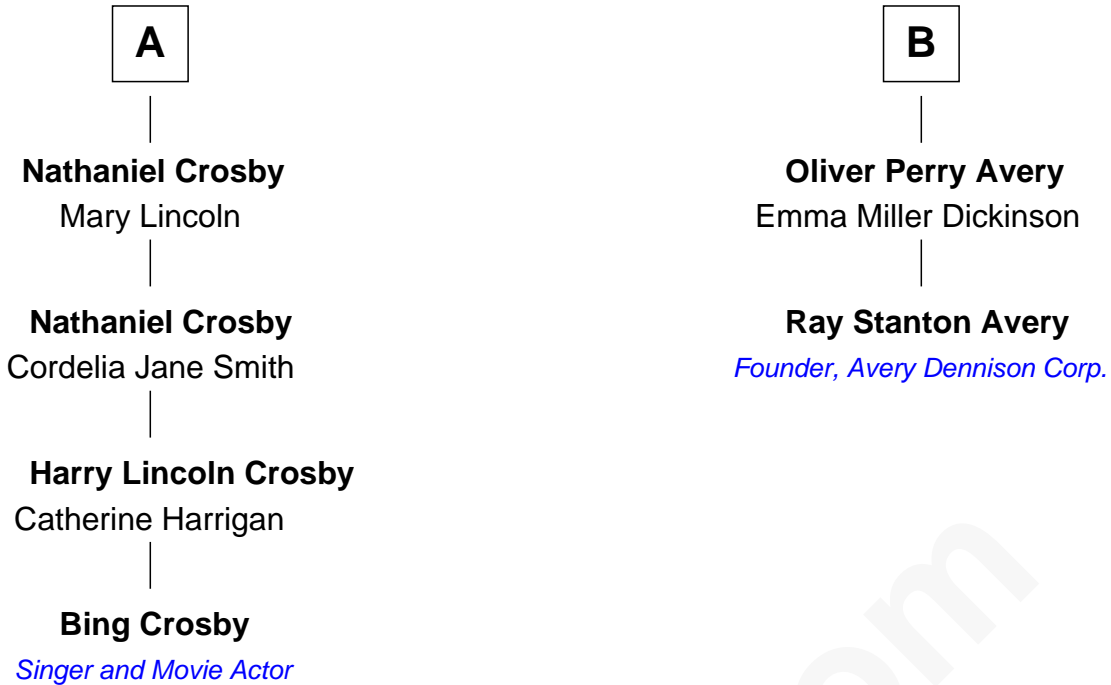 A
Nathaniel Crosby
Mary Lincoln
Nathaniel Crosby
Cordelia Jane Smith
Harry Lincoln Crosby
Catherine Harrigan
Bing Crosby
Singer and Movie Actor
B
Oliver Perry Avery
Emma Miller Dickinson
Ray Stanton Avery
Founder, Avery Dennison Corp.
om